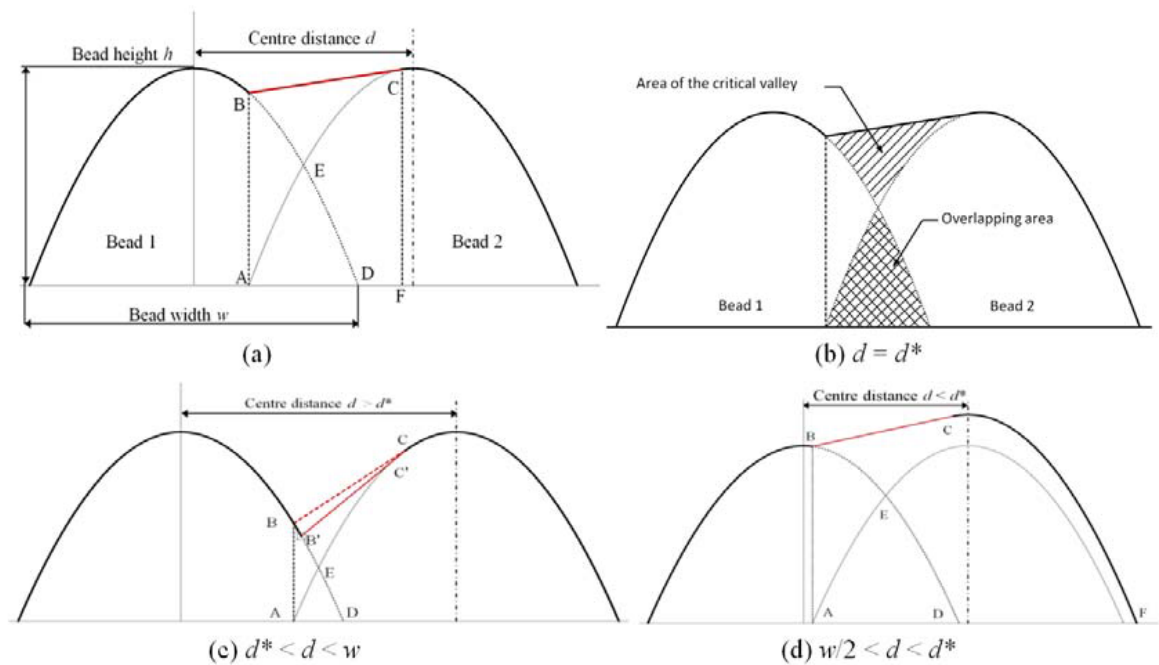 Centre distance d
Bead height h
B
C
E
Bead 1
Bead 2
A
D
F
Bead width w
(a)
Area of the critical valley
Overlapping area
Bead 1
Bead 2
(b) d = d*
Centre distance d > d*
C
C'
B
B'
E
A
D
(c) d* < d < w
Centre distance d < d*
B
C
E
A
D
F
(d) w/2 < d < d*